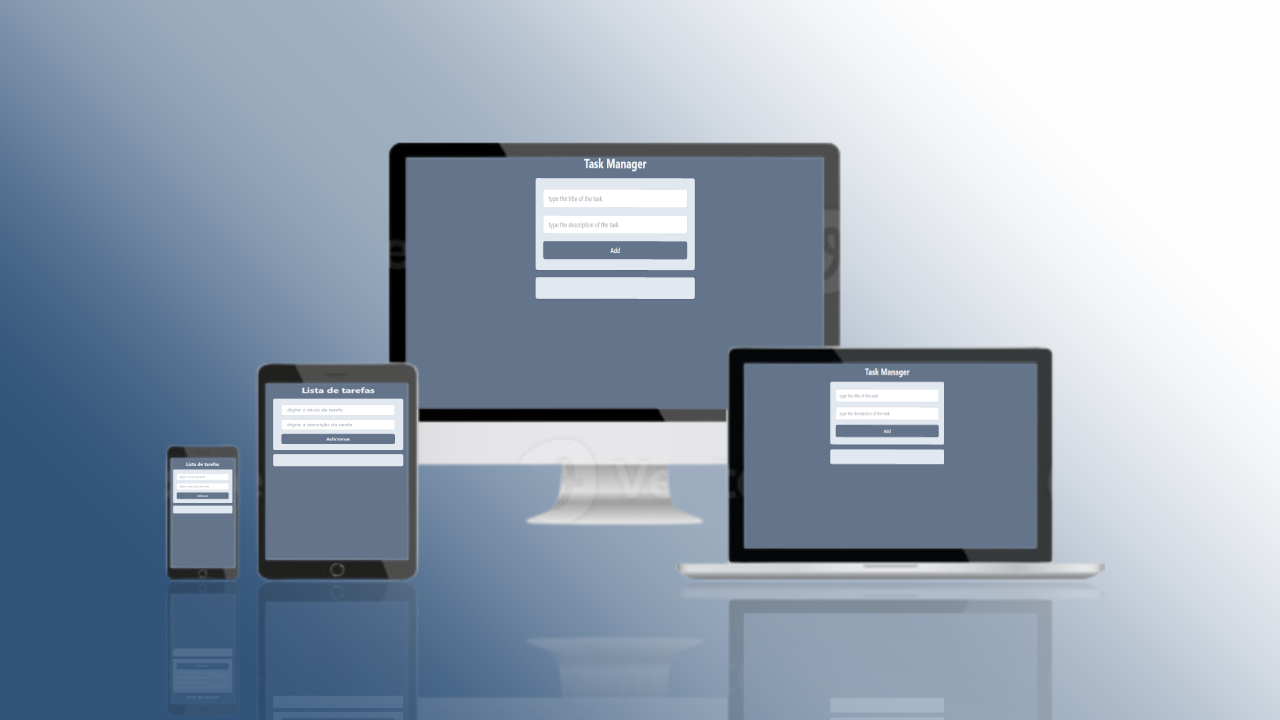 Task Manager
type the title of the task
type the description of the task
Add
Task Manager
type the title of the task
type the description of the task
Add
Lista de tarefas
digite o título da tarefa
digite a descrição da tarefa
Adicionar
Lista de tarefas
Adicionar